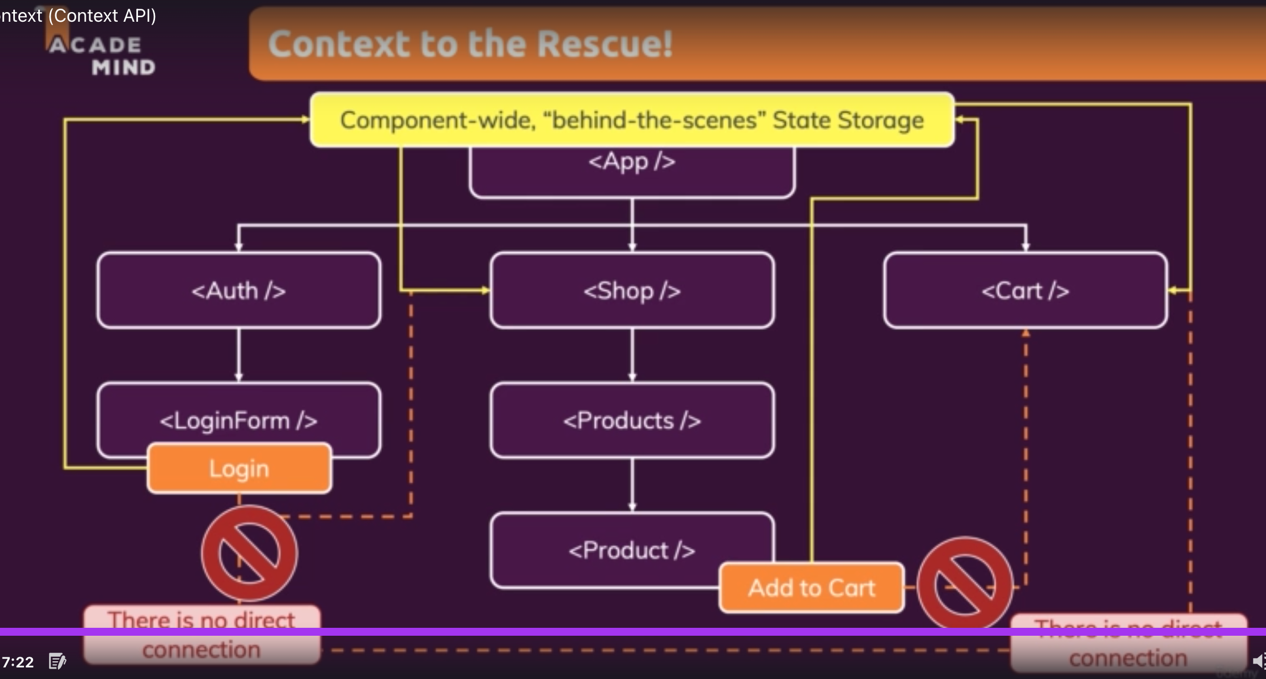 ntext (Context API)
ACADE
MIND
Context to the Rescue!
Component-wide, “behind-the-scenes” State Storage
<App />
<Auth />
<Shop />
<Cart />
<LoginForm />
<Products />
Login
<Product />
Add to Cart
There is no direct
connection
There is no direct
connection
7:22
udemy